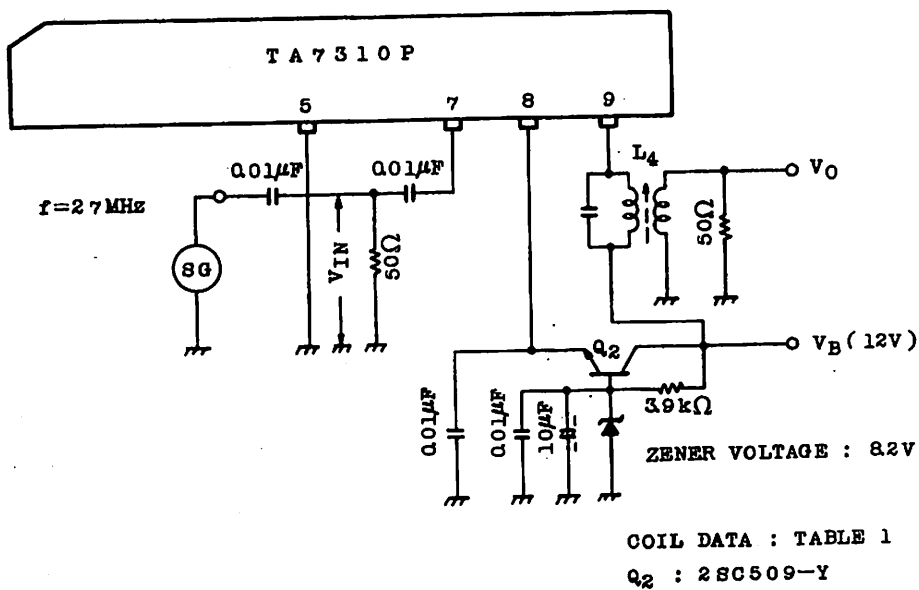 TA7310P
5 7 8 9
0.01μF 0.01μF
L4
VO
f=27MHz
SG
VIN
50Ω
50Ω
Q2
VB(12V)
0.01μF
0.01μF
10μF
3.9kΩ
ZENER VOLTAGE : 8.2V
COIL DATA : TABLE 1
Q2 : 2SC509-Y